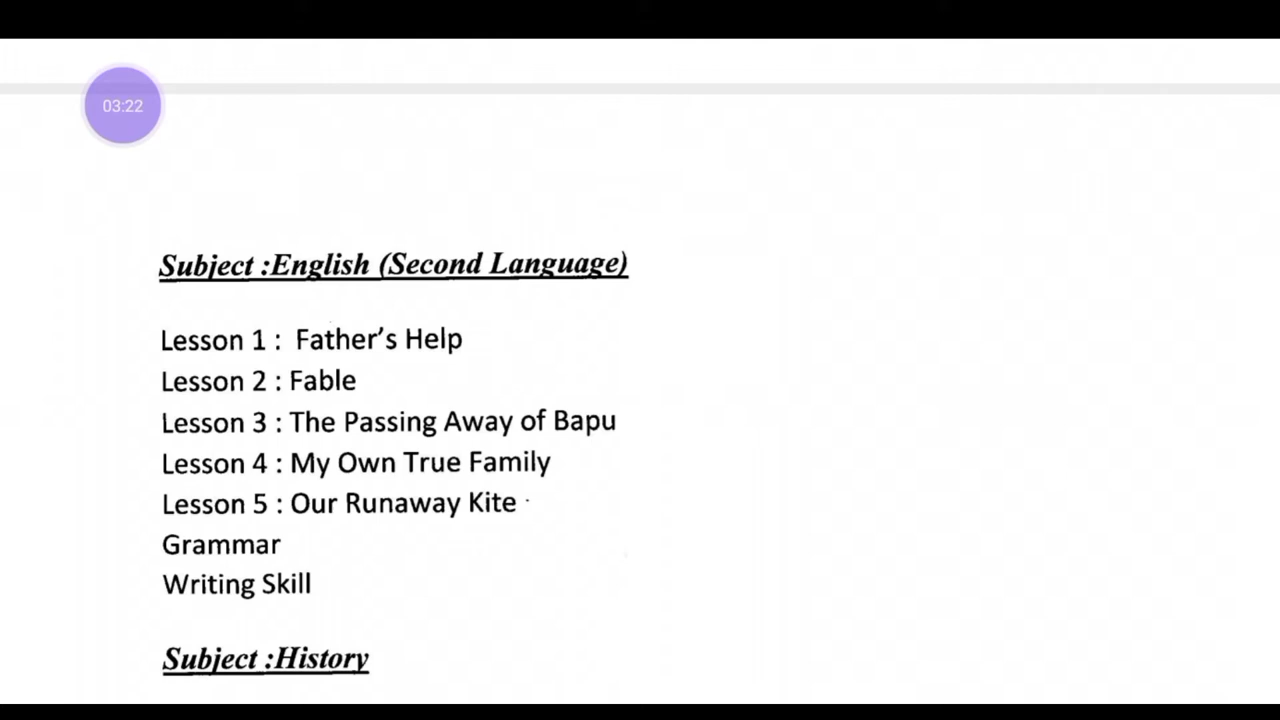 03:22
Subject :English (Second Language)
Lesson 1 : Father's Help
Lesson 2 : Fable
Lesson 3 : The Passing Away of Bapu
Lesson 4 : My Own True Family
Lesson 5 : Our Runaway Kite
Grammar
Writing Skill
Subject :History